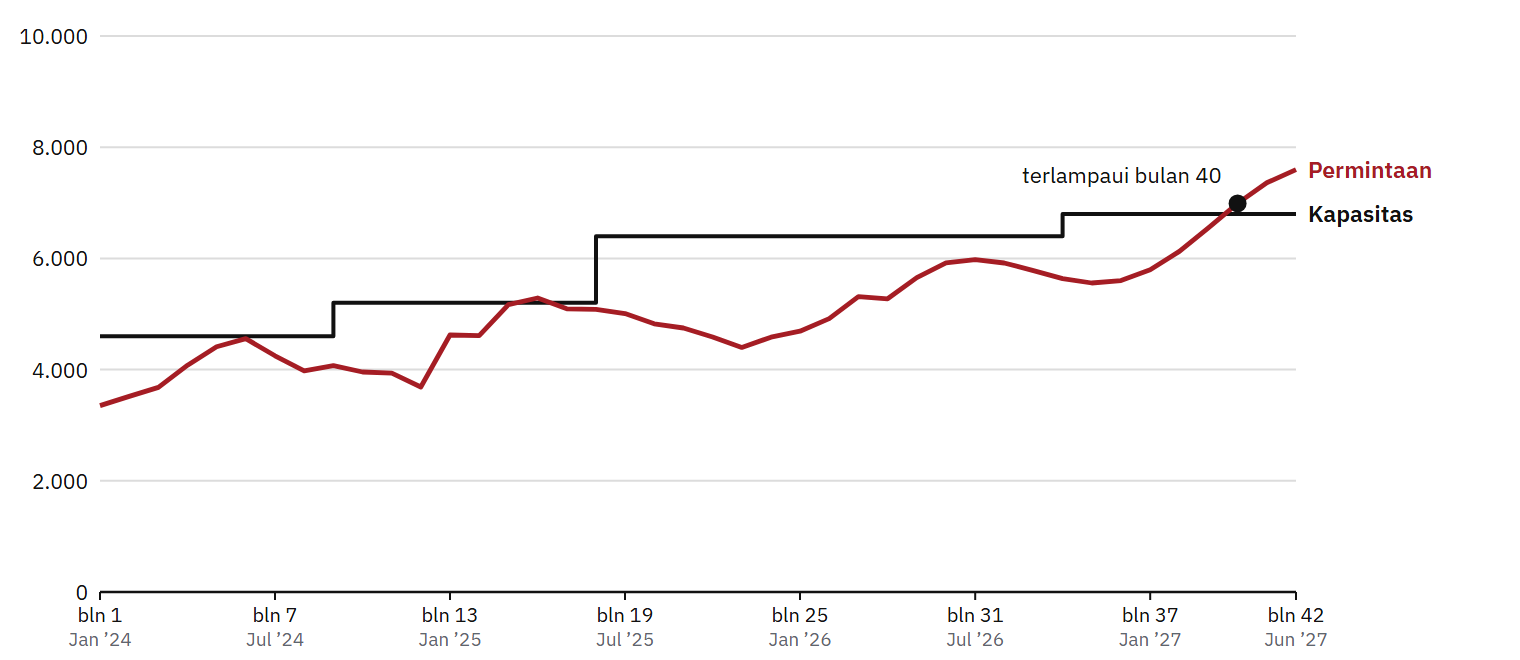 10.000
8.000
6.000
4.000
2.000
0
terlampaui bulan 40
Permintaan
Kapasitas
bln 1
Jan ’24
bln 7
Jul ’24
bln 13
Jan ’25
bln 19
Jul ’25
bln 25
Jan ’26
bln 31
Jul ’26
bln 37
Jan ’27
bln 42
Jun ’27